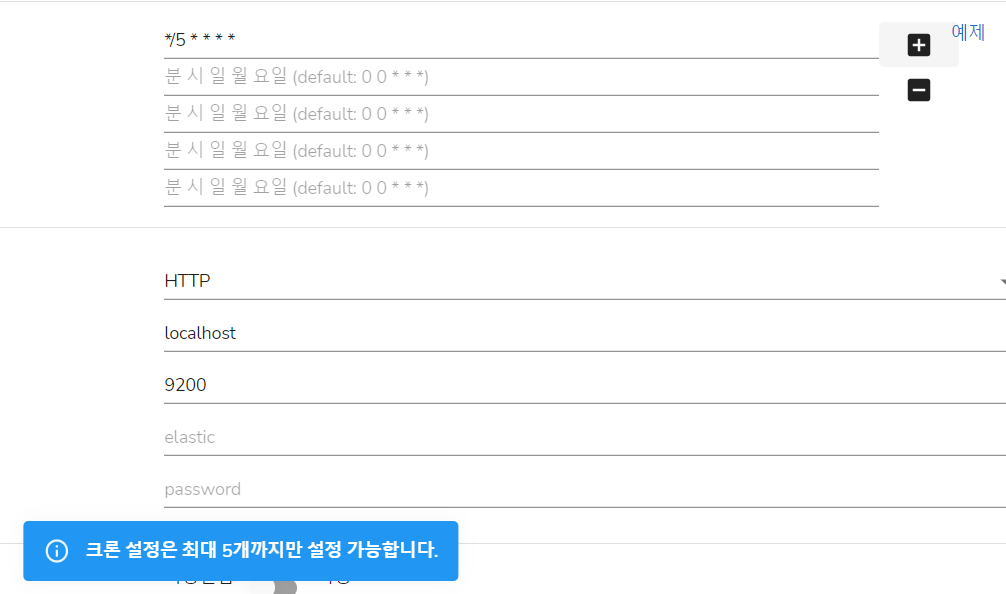 */5 * * * *
예제
분 시 일 월 요일 (default: 0 0 * * *)
분 시 일 월 요일 (default: 0 0 * * *)
분 시 일 월 요일 (default: 0 0 * * *)
분 시 일 월 요일 (default: 0 0 * * *)
HTTP
localhost
9200
elastic
password
크론 설정은 최대 5개까지만 설정 가능합니다.